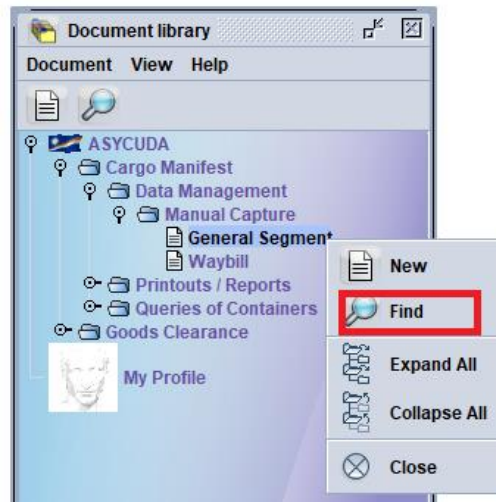 Document library
Document View Help
ASYCUDA
Cargo Manifest
Data Management
Manual Capture
General Segment
Waybill
Printouts / Reports
Queries of Containers
Goods Clearance
My Profile
New
Find
Expand All
Collapse All
Close